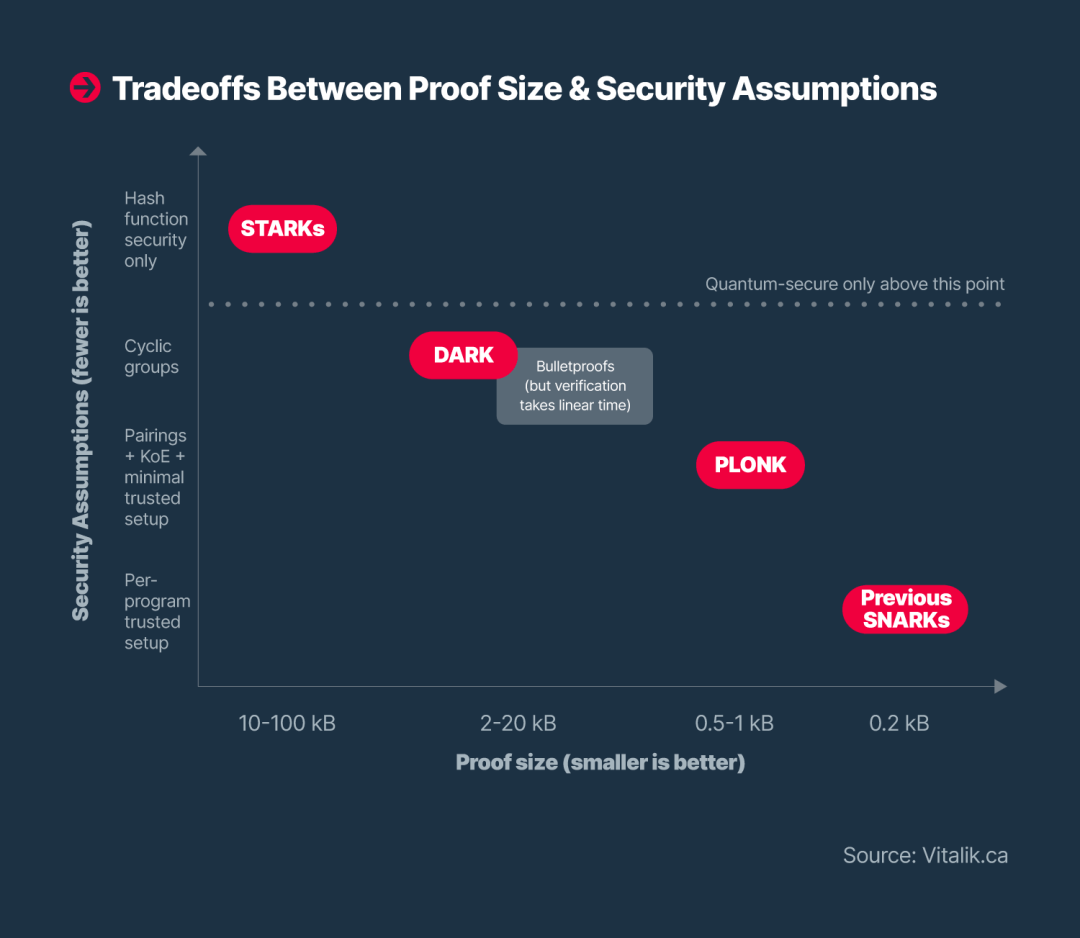 Tradeoffs Between Proof Size & Security Assumptions
Security Assumptions (fewer is better)
Hash
function
security
only
STARKs
Quantum-secure only above this point
Cyclic
groups
DARK
Bulletproofs
(but verification
takes linear time)
Pairings
+ KoE +
minimal
trusted
setup
PLONK
Per-
program
trusted
setup
Previous
SNARKs
10-100 kB
2-20 kB
0.5-1 kB
0.2 kB
Proof size (smaller is better)
Source: Vitalik.ca